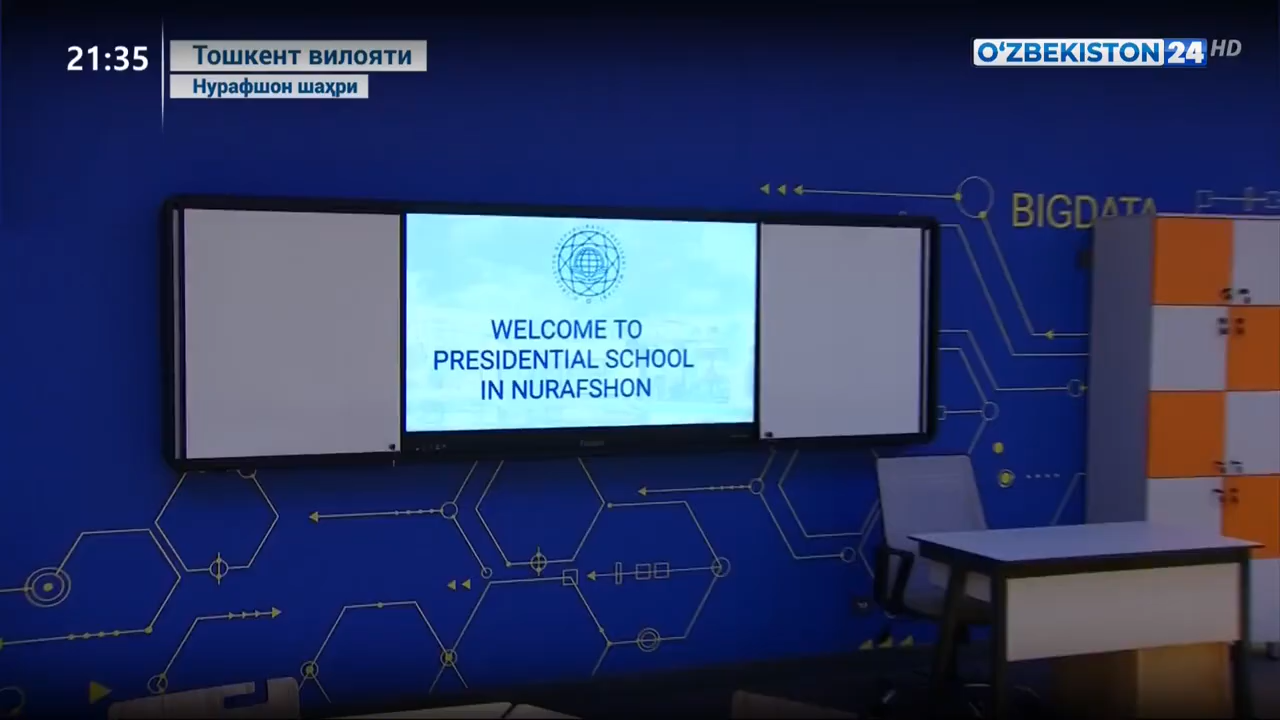 21:35
Тошкент вилояти
Нурафшон шаҳри
O‘ZBEKISTON 24 HD
BIGDATA
WELCOME TO
PRESIDENTIAL SCHOOL
IN NURAFSHON